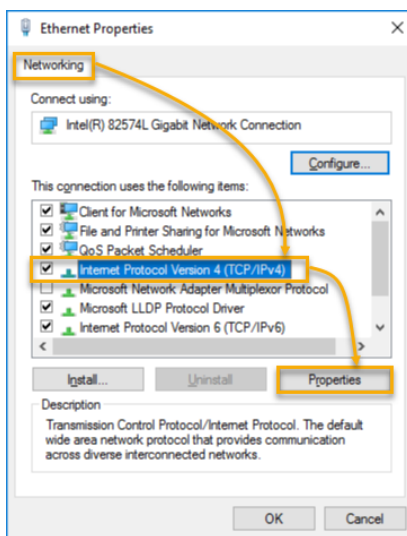 Ethernet Properties
Networking
Connect using:
Intel(R) 82574L Gigabit Network Connection
Configure...
This connection uses the following items:
Client for Microsoft Networks
File and Printer Sharing for Microsoft Networks
QoS Packet Scheduler
Internet Protocol Version 4 (TCP/IPv4)
Microsoft Network Adapter Multiplexor Protocol
Microsoft LLDP Protocol Driver
Internet Protocol Version 6 (TCP/IPv6)
Install... Uninstall Properties
Description
Transmission Control Protocol/Internet Protocol. The default
wide area network protocol that provides communication
across diverse interconnected networks.
OK Cancel